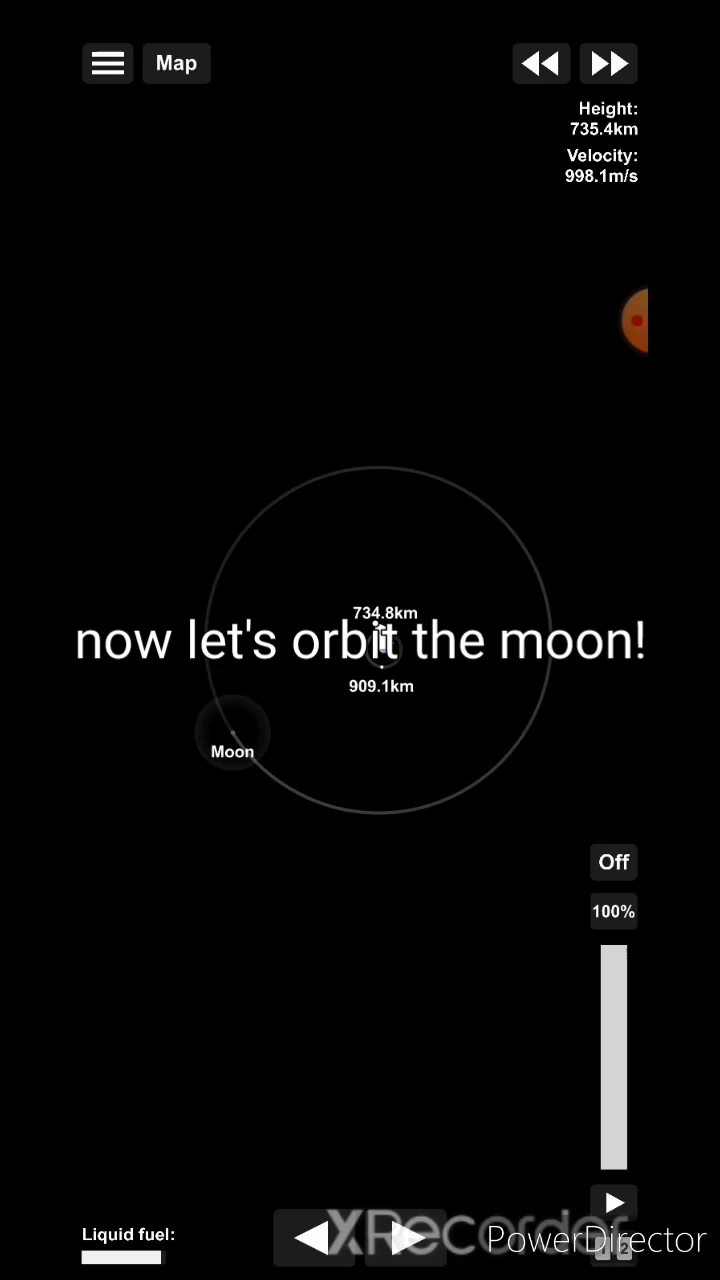 Map
Height:
735.4km
Velocity:
998.1m/s
734.8km
now let's orbit the moon!
909.1km
Moon
Off
100%
Liquid fuel:
XRecorder
PowerDirector